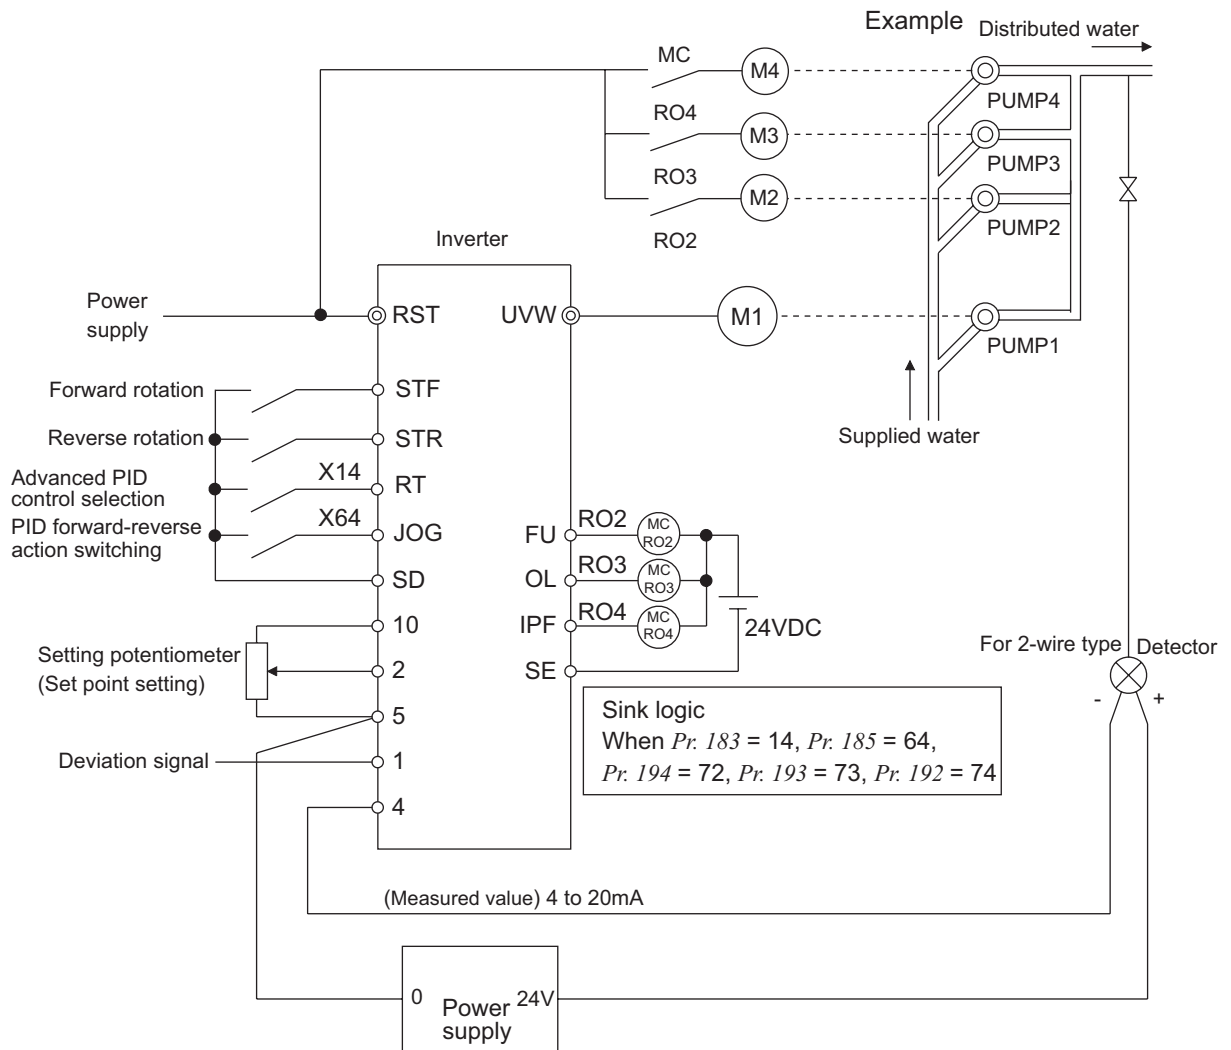 Example
Distributed water
MC
M4
PUMP4
RO4
M3
PUMP3
RO3
M2
PUMP2
RO2
Inverter
Power
supply
RST
UVW
M1
PUMP1
Forward rotation
STF
Supplied water
Reverse rotation
STR
Advanced PID
control selection
X14
RT
PID forward-reverse
action switching
X64
JOG
FU
RO2
MC
RO2
SD
OL
RO3
MC
RO3
10
IPF
RO4
MC
RO4
24VDC
Setting potentiometer
(Set point setting)
2
SE
For 2-wire type
Detector
-
+
5
Sink logic
When Pr. 183 = 14, Pr. 185 = 64,
Pr. 194 = 72, Pr. 193 = 73, Pr. 192 = 74
Deviation signal
1
4
(Measured value) 4 to 20mA
0
Power
supply
24V